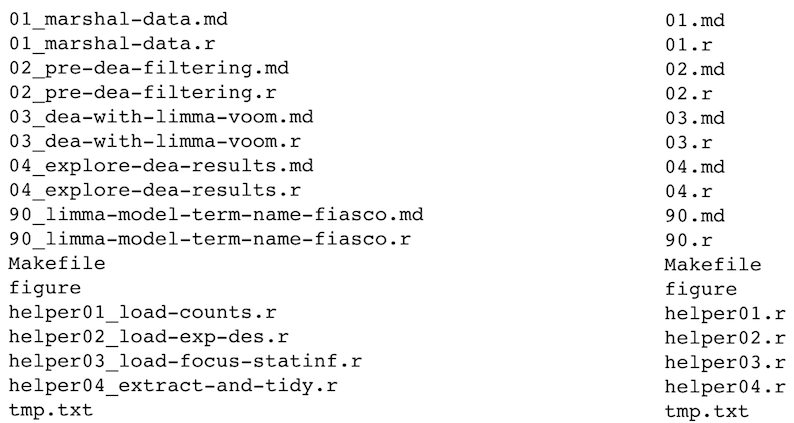 01_marshal-data.md
01_marshal-data.r
02_pre-dea-filtering.md
02_pre-dea-filtering.r
03_dea-with-limma-voom.md
03_dea-with-limma-voom.r
04_explore-dea-results.md
04_explore-dea-results.r
90_limma-model-term-name-fiasco.md
90_limma-model-term-name-fiasco.r
Makefile
figure
helper01_load-counts.r
helper02_load-exp-des.r
helper03_load-focus-statinf.r
helper04_extract-and-tidy.r
tmp.txt
01.md
01.r
02.md
02.r
03.md
03.r
04.md
04.r
90.md
90.r
Makefile
figure
helper01.r
helper02.r
helper03.r
helper04.r
tmp.txt